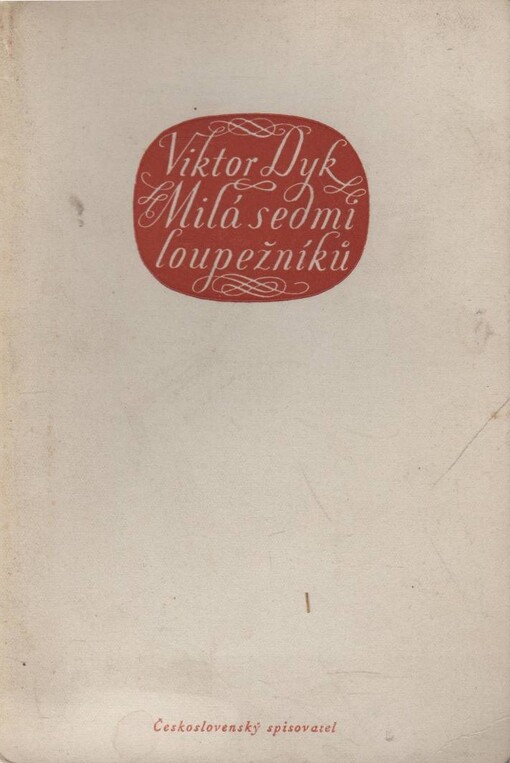 Viktor Dyk
Milá sedmi
loupežníků
Československý spisovatel